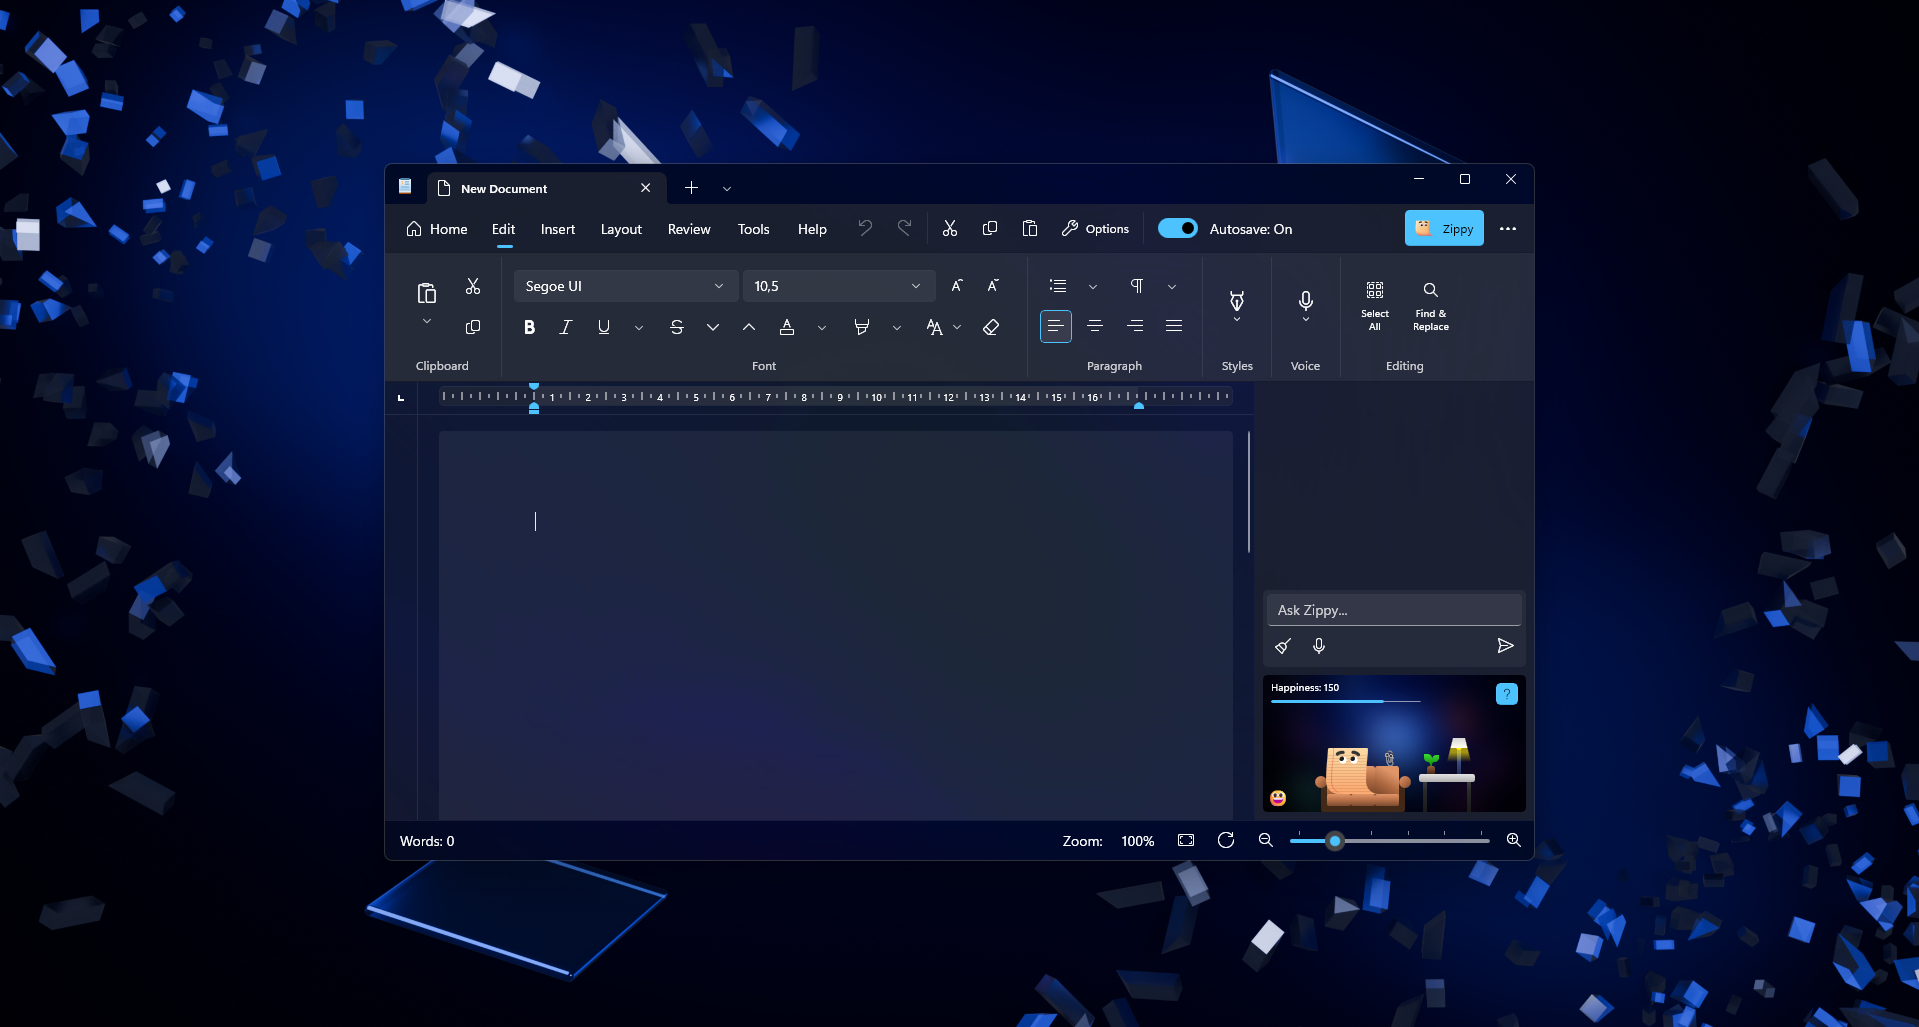 New Document
Home Edit Insert Layout Review Tools Help Options Autosave: On Zippy
Segoe UI 10,5
Select All
Find & Replace
Clipboard Font Paragraph Styles Voice Editing
1 2 3 4 5 6 7 8 9 10 11 12 13 14 15 16
Ask Zippy...
Happiness: 150 ?
Words: 0 Zoom: 100%